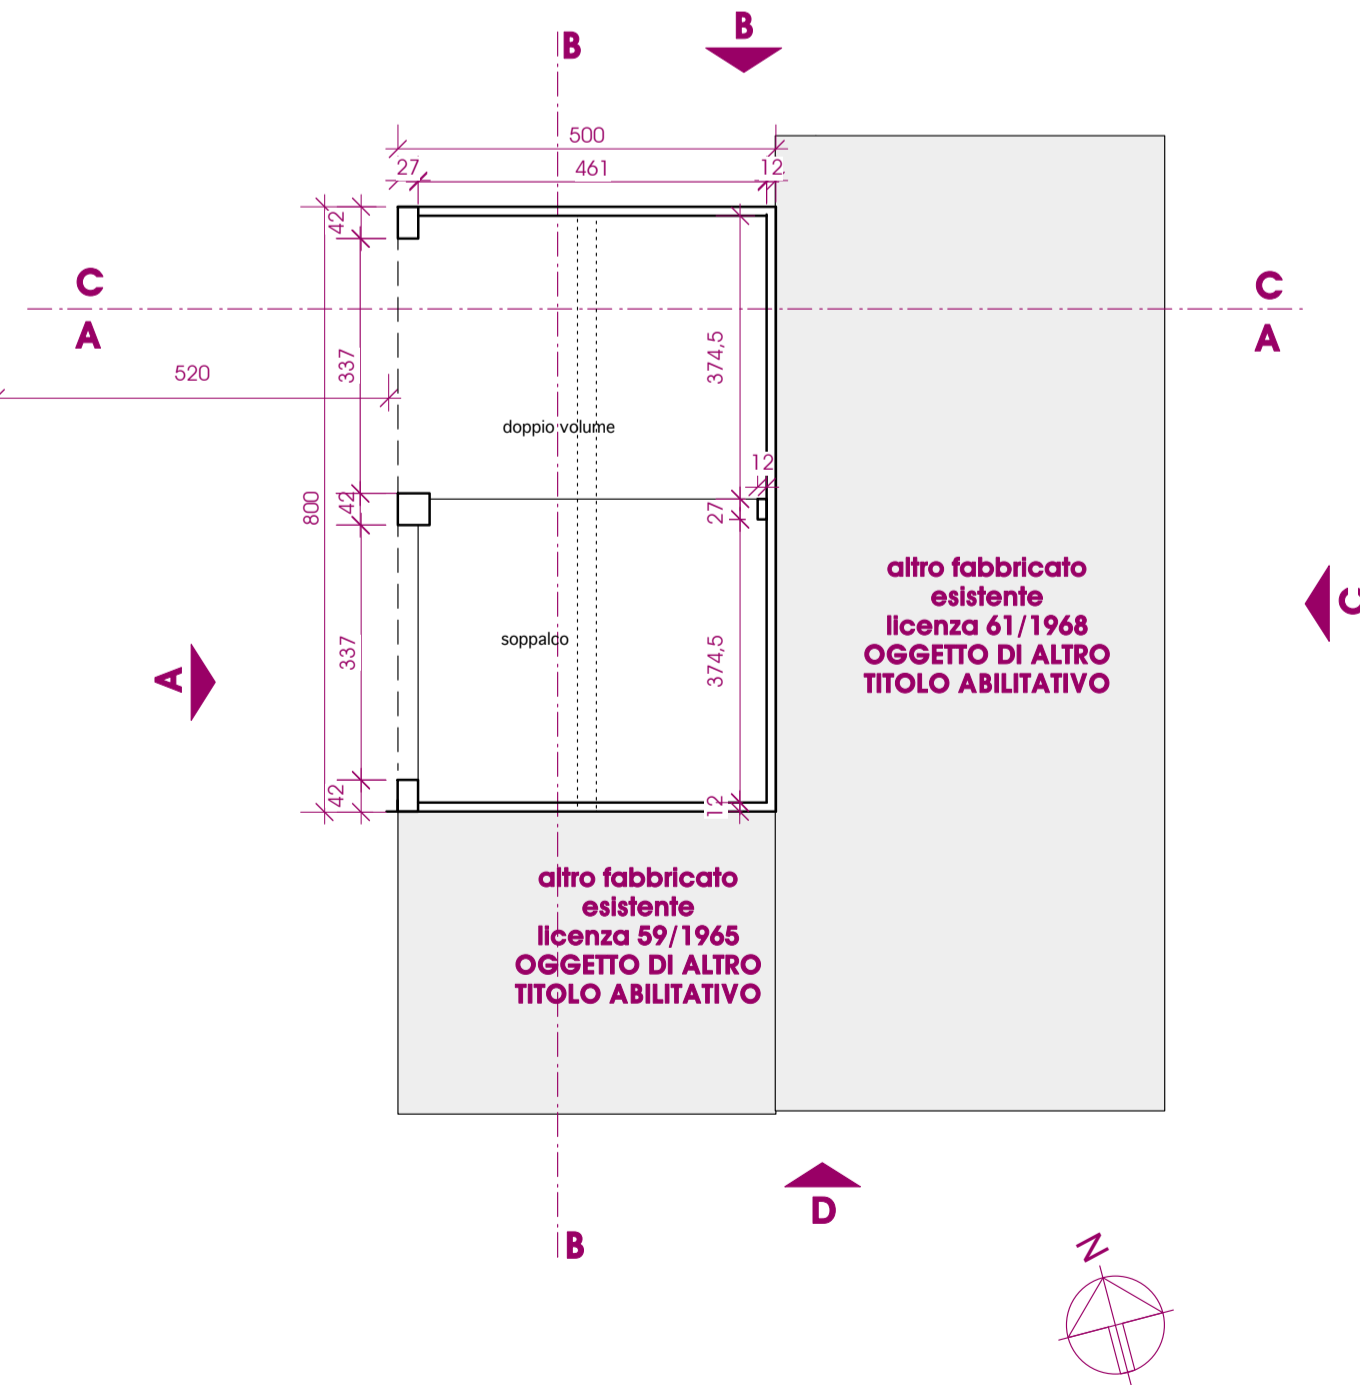 B
B
500
27
461
12
42
C
C
A
A
337
374,5
520
doppio volume
12
800
42
27
altro fabbricato
esistente
licenza 61/1968
OGGETTO DI ALTRO
TITOLO ABILITATIVO
C
soppalco
337
374,5
A
42
12
altro fabbricato
esistente
licenza 59/1965
OGGETTO DI ALTRO
TITOLO ABILITATIVO
D
B
N